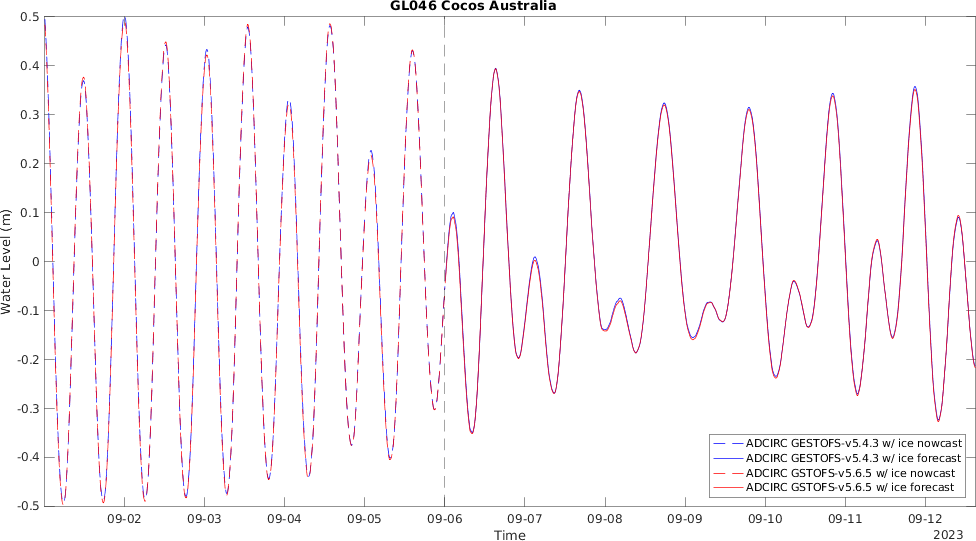 GL046 Cocos Australia
Water Level (m)
0.5
0.4
0.3
0.2
0.1
0
-0.1
-0.2
-0.3
-0.4
-0.5
ADCIRC GESTOFS-v5.4.3 w/ ice nowcast
ADCIRC GESTOFS-v5.4.3 w/ ice forecast
ADCIRC GSTOFS-v5.6.5 w/ ice nowcast
ADCIRC GSTOFS-v5.6.5 w/ ice forecast
09-02 09-03 09-04 09-05 09-06 09-07 09-08 09-09 09-10 09-11 09-12
Time
2023